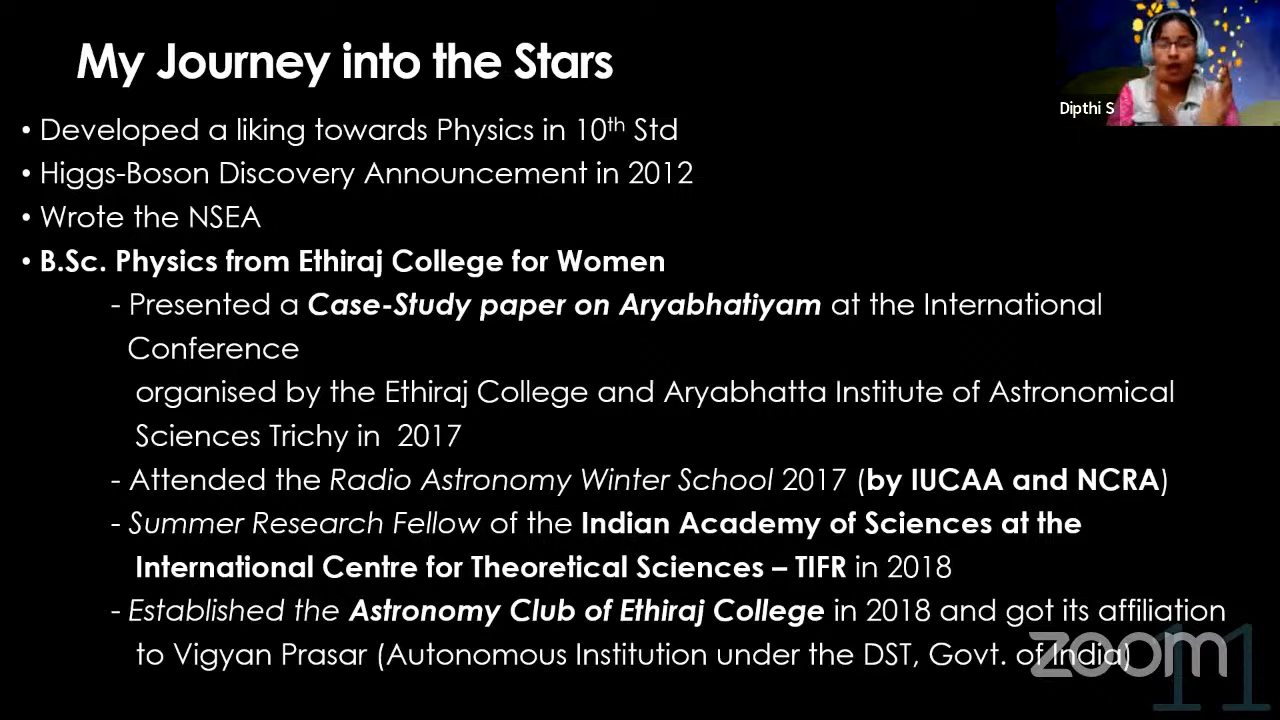 My Journey into the Stars
Dipthi S
• Developed a liking towards Physics in 10th Std
• Higgs-Boson Discovery Announcement in 2012
• Wrote the NSEA
• B.Sc. Physics from Ethiraj College for Women
- Presented a Case-Study paper on Aryabhatiyam at the International
Conference
organised by the Ethiraj College and Aryabhatta Institute of Astronomical
Sciences Trichy in 2017
- Attended the Radio Astronomy Winter School 2017 (by IUCAA and NCRA)
- Summer Research Fellow of the Indian Academy of Sciences at the
International Centre for Theoretical Sciences – TIFR in 2018
- Established the Astronomy Club of Ethiraj College in 2018 and got its affiliation
to Vigyan Prasar (Autonomous Institution under the DST, Govt. of India)
zoom
11